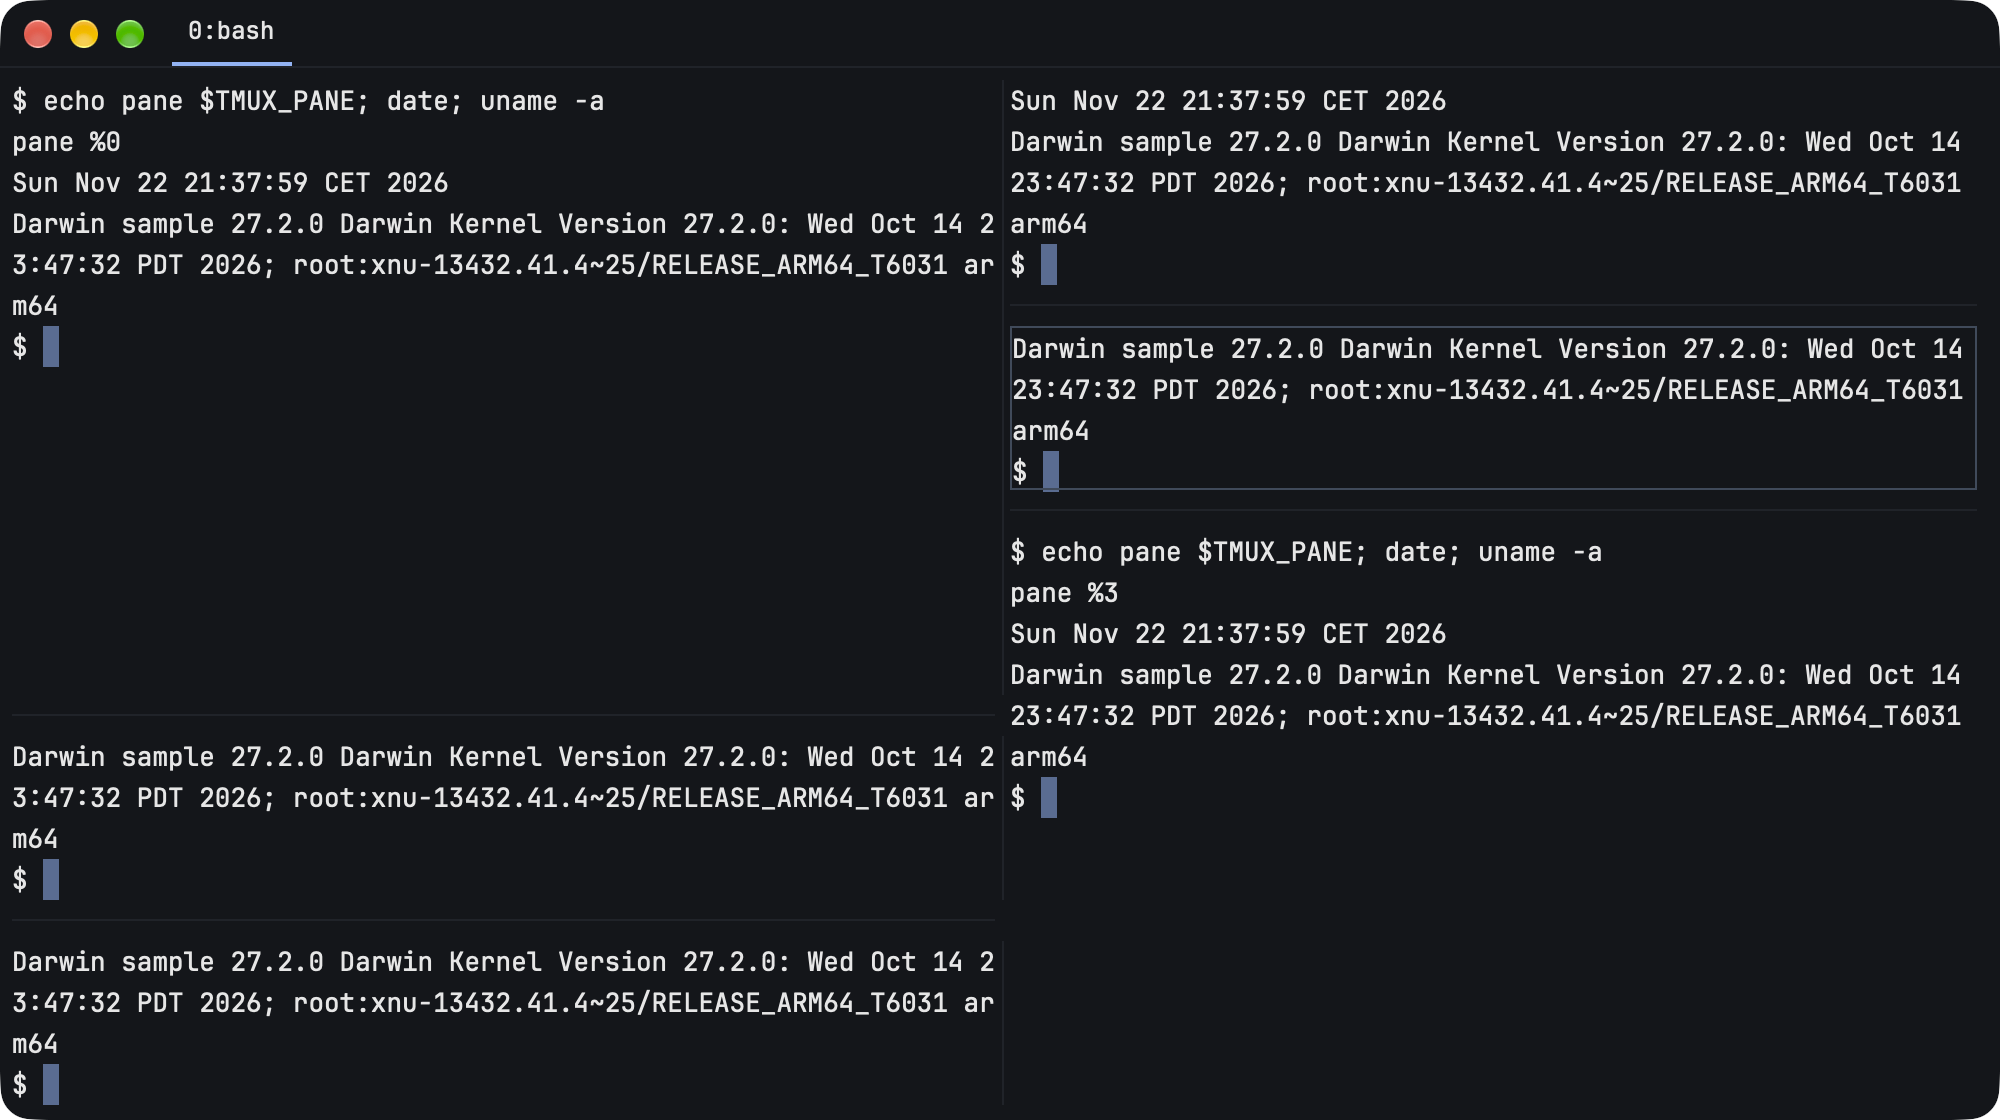 0:bash
$ echo pane $TMUX_PANE; date; uname -a
pane %0
Sun Nov 22 21:37:59 CET 2026
Darwin sample 27.2.0 Darwin Kernel Version 27.2.0: Wed Oct 14 2
3:47:32 PDT 2026; root:xnu-13432.41.4~25/RELEASE_ARM64_T6031 ar
m64
$
Darwin sample 27.2.0 Darwin Kernel Version 27.2.0: Wed Oct 14 2
3:47:32 PDT 2026; root:xnu-13432.41.4~25/RELEASE_ARM64_T6031 ar
m64
$
Darwin sample 27.2.0 Darwin Kernel Version 27.2.0: Wed Oct 14 2
3:47:32 PDT 2026; root:xnu-13432.41.4~25/RELEASE_ARM64_T6031 ar
m64
$
Sun Nov 22 21:37:59 CET 2026
Darwin sample 27.2.0 Darwin Kernel Version 27.2.0: Wed Oct 14
23:47:32 PDT 2026; root:xnu-13432.41.4~25/RELEASE_ARM64_T6031
arm64
$
Darwin sample 27.2.0 Darwin Kernel Version 27.2.0: Wed Oct 14
23:47:32 PDT 2026; root:xnu-13432.41.4~25/RELEASE_ARM64_T6031
arm64
$
$ echo pane $TMUX_PANE; date; uname -a
pane %3
Sun Nov 22 21:37:59 CET 2026
Darwin sample 27.2.0 Darwin Kernel Version 27.2.0: Wed Oct 14
23:47:32 PDT 2026; root:xnu-13432.41.4~25/RELEASE_ARM64_T6031
arm64
$